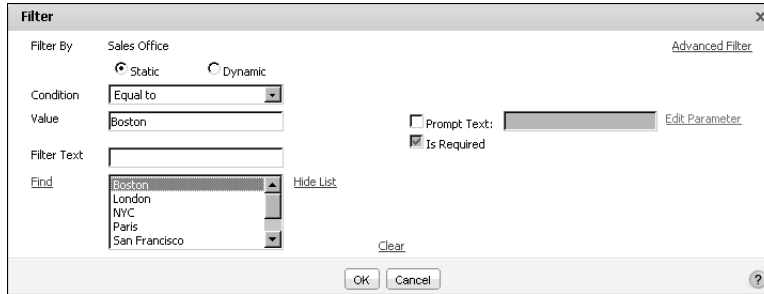 Filter x
Filter By Sales Office Advanced Filter
Static Dynamic
Condition Equal to
Value Boston Prompt Text: Edit Parameter
Is Required
Filter Text
Find Boston Hide List
London
NYC
Paris
San Francisco
Clear
OK Cancel ?